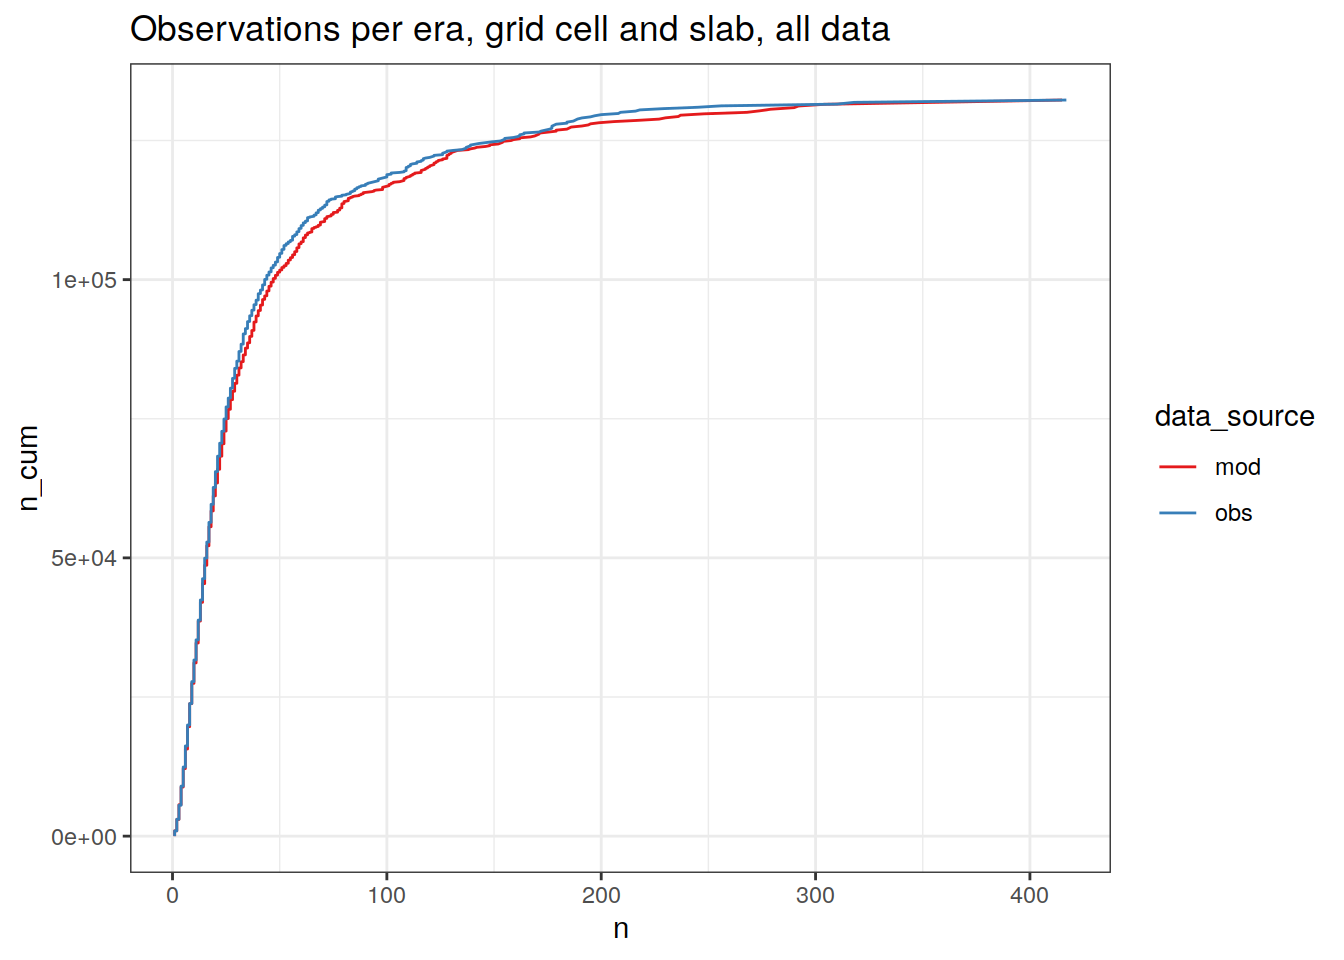 Observations per era, grid cell and slab, all data
n_cum
1e+05
5e+04
0e+00
0 100 200 300 400
n
data_source
mod
obs